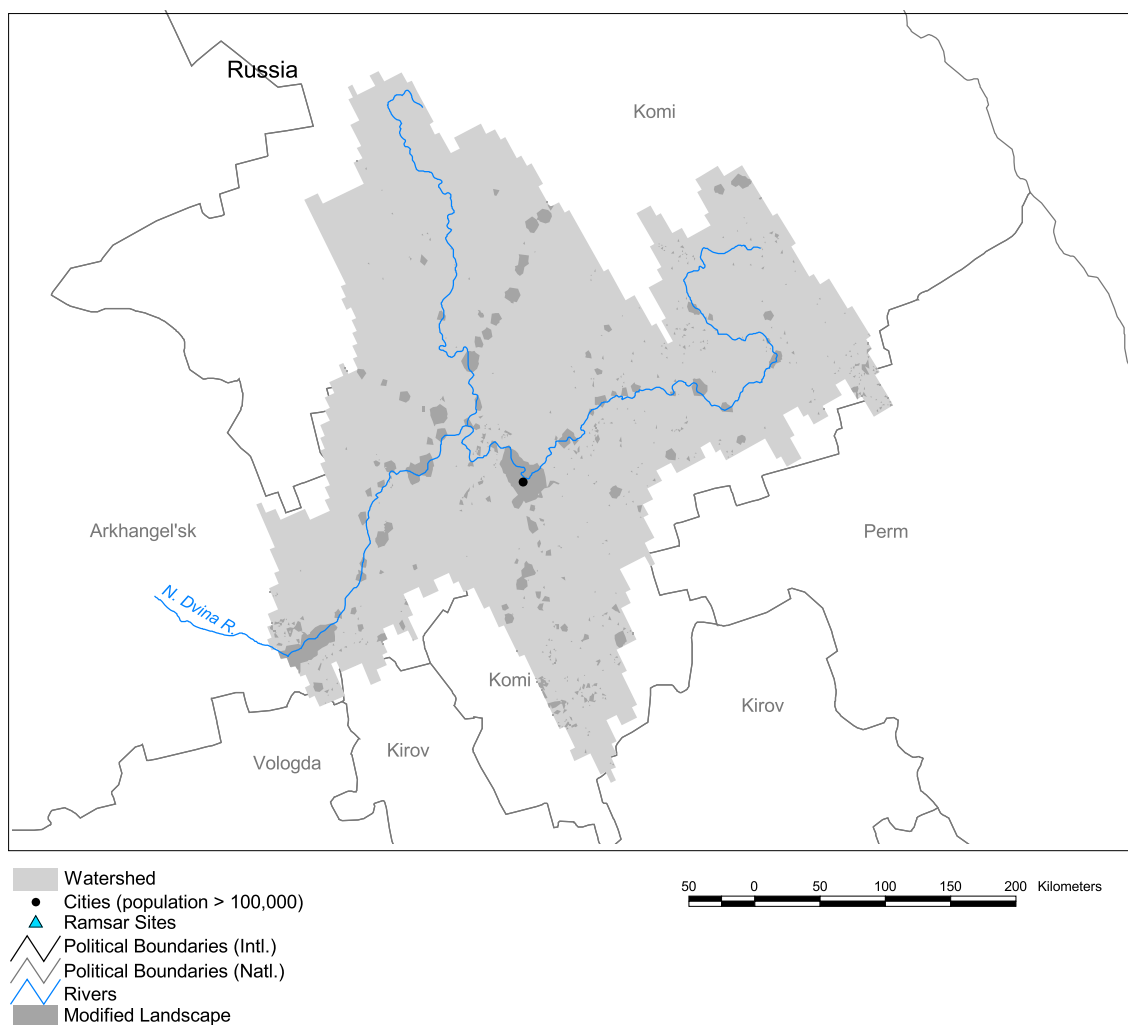 Russia
Komi
Arkhangel'sk
Perm
N. Dvina R.
Komi
Kirov
Kirov
Vologda
Watershed
Cities (population > 100,000)
Ramsar Sites
Political Boundaries (Intl.)
Political Boundaries (Natl.)
Rivers
Modified Landscape
50 0 50 100 150 200 Kilometers